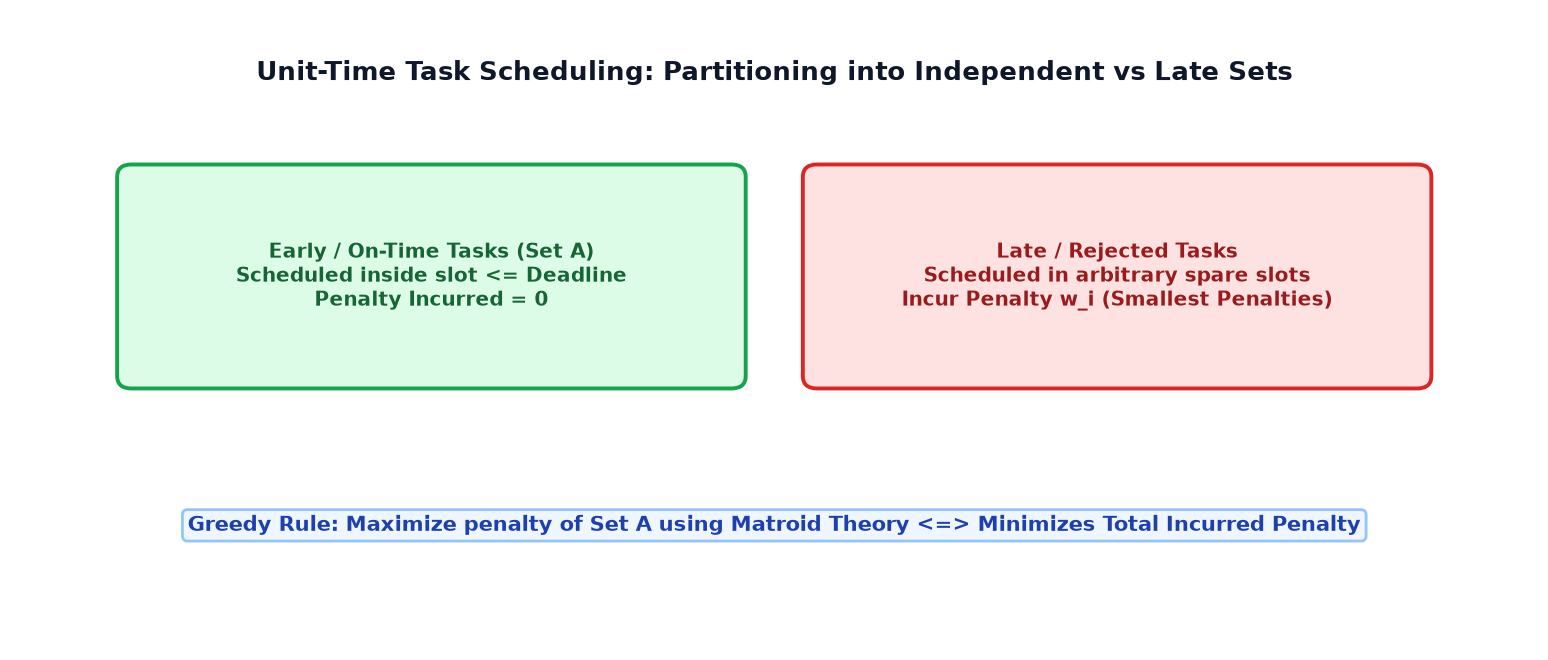 Unit-Time Task Scheduling: Partitioning into Independent vs Late Sets
Early / On-Time Tasks (Set A)
Scheduled inside slot <= Deadline
Penalty Incurred = 0
Late / Rejected Tasks
Scheduled in arbitrary spare slots
Incur Penalty w_i (Smallest Penalties)
Greedy Rule: Maximize penalty of Set A using Matroid Theory <=> Minimizes Total Incurred Penalty